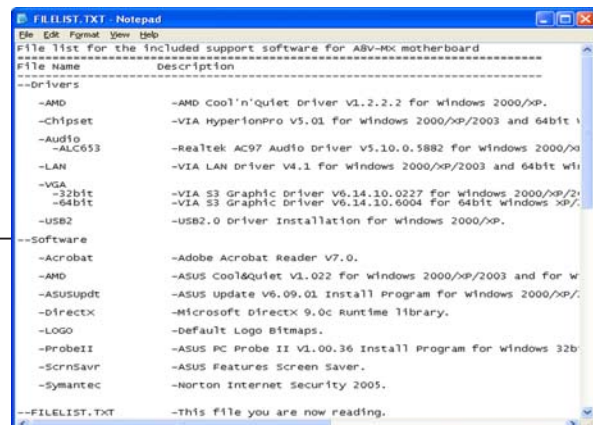 FILELIST.TXT - Notepad
File Edit Format View Help
File list for the included support software for A8V-MX motherboard
================================================================
File Name Description
================================================================
--Drivers
-AMD -AMD Cool'n'Quiet Driver V1.2.2.2 for Windows 2000/XP.
-Chipset -VIA HyperionPro V5.01 for Windows 2000/XP/2003 and 64bit
-Audio
-ALC653 -Realtek AC97 Audio Driver V5.10.0.5882 for Windows 2000/
-LAN -VIA LAN Driver V4.1 for Windows 2000/XP/2003 and 64bit
-VGA
-32bit -VIA S3 Graphic Driver V6.14.10.0227 for Windows 2000/XP/
-64bit -VIA S3 Graphic Driver V6.14.10.6004 for 64bit Windows XP/
-USB2 -USB2.0 Driver Installation for Windows 2000/XP.
--Software
-Acrobat -Adobe Acrobat Reader V7.0.
-AMD -ASUS Cool&Quiet V1.022 for Windows 2000/XP/2003 and for
-ASUSUpdt -ASUS Update V6.09.01 Install Program for Windows 2000/XP/
-DirectX -Microsoft DirectX 9.0c Runtime library.
-LOGO -Default Logo Bitmaps.
-ProbeII -ASUS PC Probe II V1.00.36 Install Program for Windows 32b
-ScrnSavr -ASUS Features Screen Saver.
-Symantec -Norton Internet Security 2005.
--FILELIST.TXT -This file you are now reading.